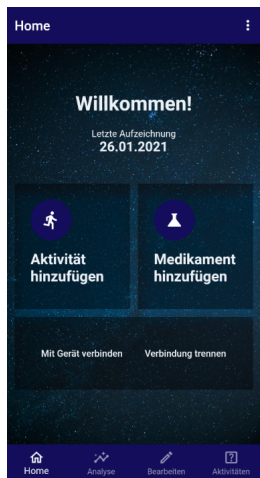 Home
Willkommen!
Letzte Aufzeichnung
26.01.2021
Aktivität
hinzufügen
Medikament
hinzufügen
Mit Gerät verbinden
Verbindung trennen
Home
Analyse
Bearbeiten
Aktivitäten